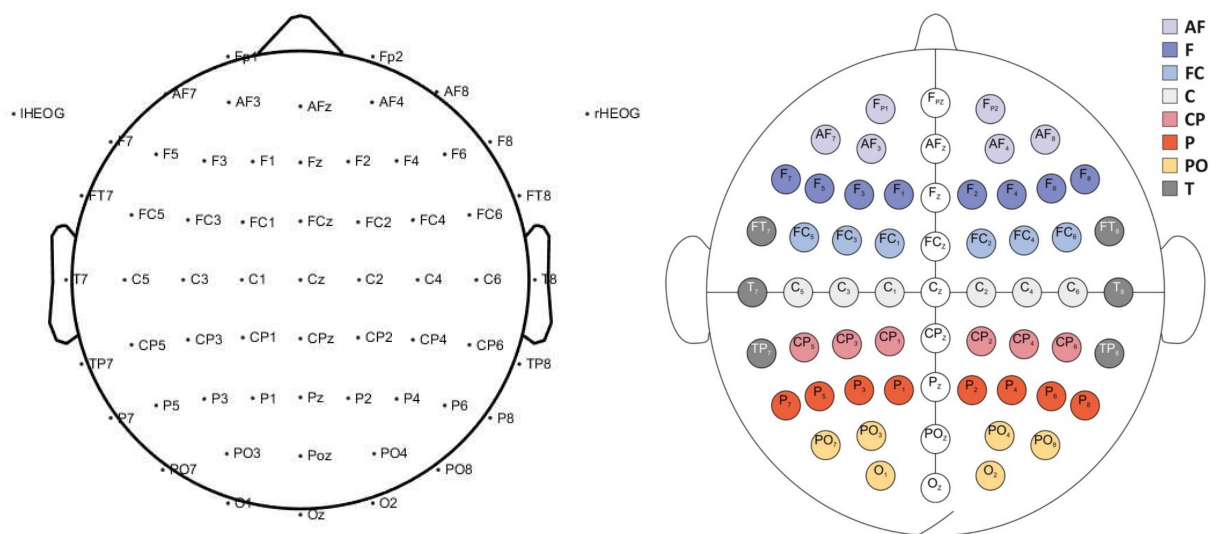 Fp1 Fp2
AF7 AF3 AFz AF4 AF8
lHEOG rHEOG
F7 F5 F3 F1 Fz F2 F4 F6 F8
FT7 FC5 FC3 FC1 FCz FC2 FC4 FC6 FT8
T7 C5 C3 C1 Cz C2 C4 C6 T8
TP7 CP5 CP3 CP1 CPz CP2 CP4 CP6 TP8
P7 P5 P3 P1 Pz P2 P4 P6 P8
PO7 PO3 Poz PO4 PO8
O1 Oz O2
FP1 FPZ FP2
AF7 AF3 AFZ AF4 AF8
F7 F5 F3 F1 FZ F2 F4 F6 F8
FT7 FC5 FC3 FC1 FCZ FC2 FC4 FC6 FT8
T7 C5 C3 C1 CZ C2 C4 C6 T8
TP7 CP5 CP3 CP1 CPZ CP2 CP4 CP6 TP8
P7 P5 P3 P1 PZ P2 P4 P6 P8
PO7 PO3 POZ PO4 PO8
O1 OZ O2
AF
F
FC
C
CP
P
PO
T